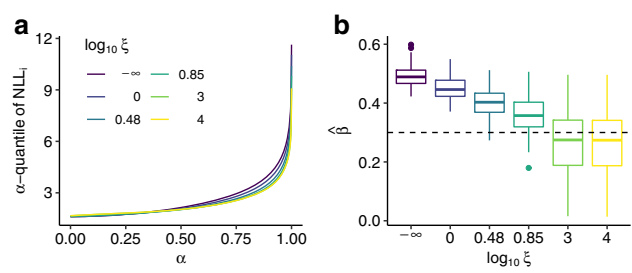 a
α−quantile of NLLᵢ
12
9
6
3
log₁₀ ξ
−∞ 0.85
0 3
0.48 4
0.00 0.25 0.50 0.75 1.00
α
b
β̂
0.6
0.4
0.2
0.0
−∞ 0 0.48 0.85 3 4
log₁₀ ξ